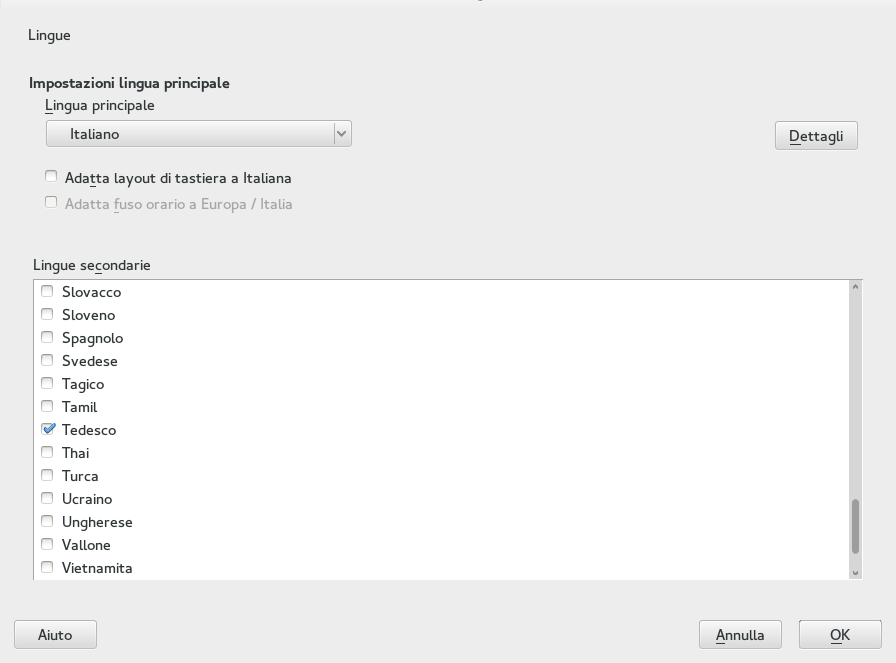 Lingue
Impostazioni lingua principale
Lingua principale
Italiano
Dettagli
Adatta layout di tastiera a Italiana
Adatta fuso orario a Europa / Italia
Lingue secondarie
Slovacco
Sloveno
Spagnolo
Svedese
Tagico
Tamil
Tedesco
Thai
Turca
Ucraino
Ungherese
Vallone
Vietnamita
Aiuto
Annulla
OK